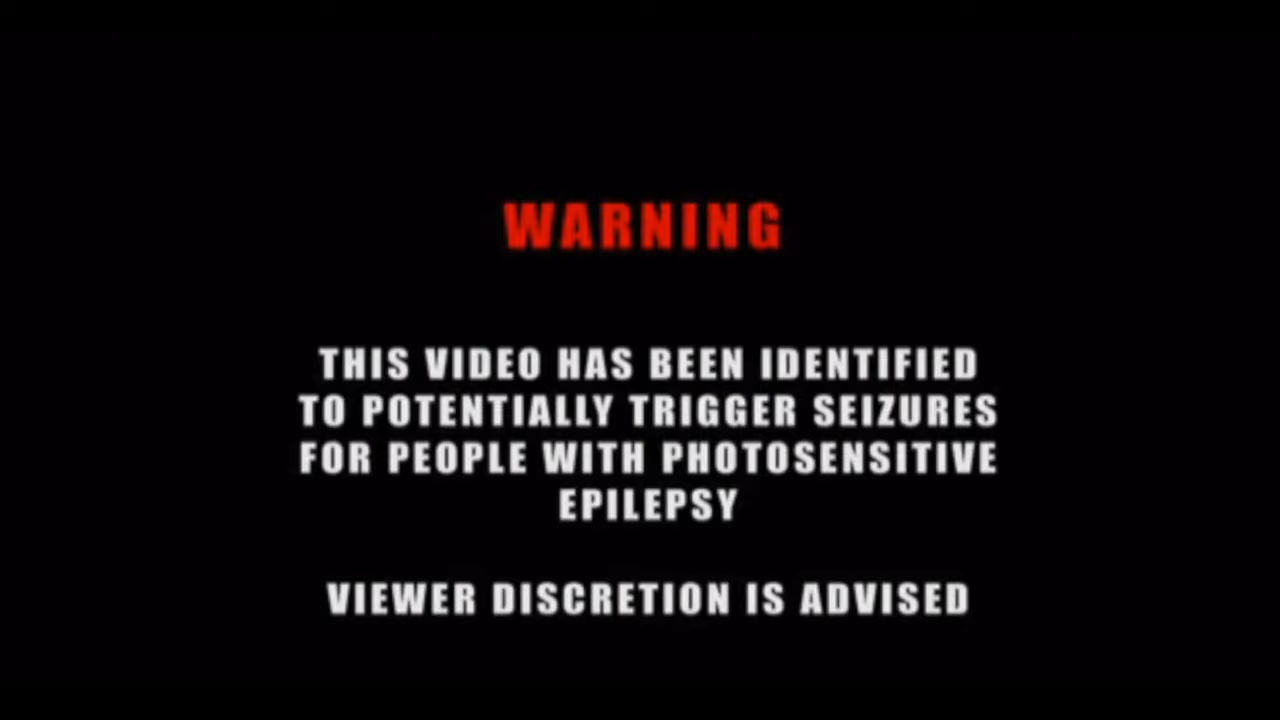 WARNING
THIS VIDEO HAS BEEN IDENTIFIED
TO POTENTIALLY TRIGGER SEIZURES
FOR PEOPLE WITH PHOTOSENSITIVE
EPILEPSY
VIEWER DISCRETION IS ADVISED